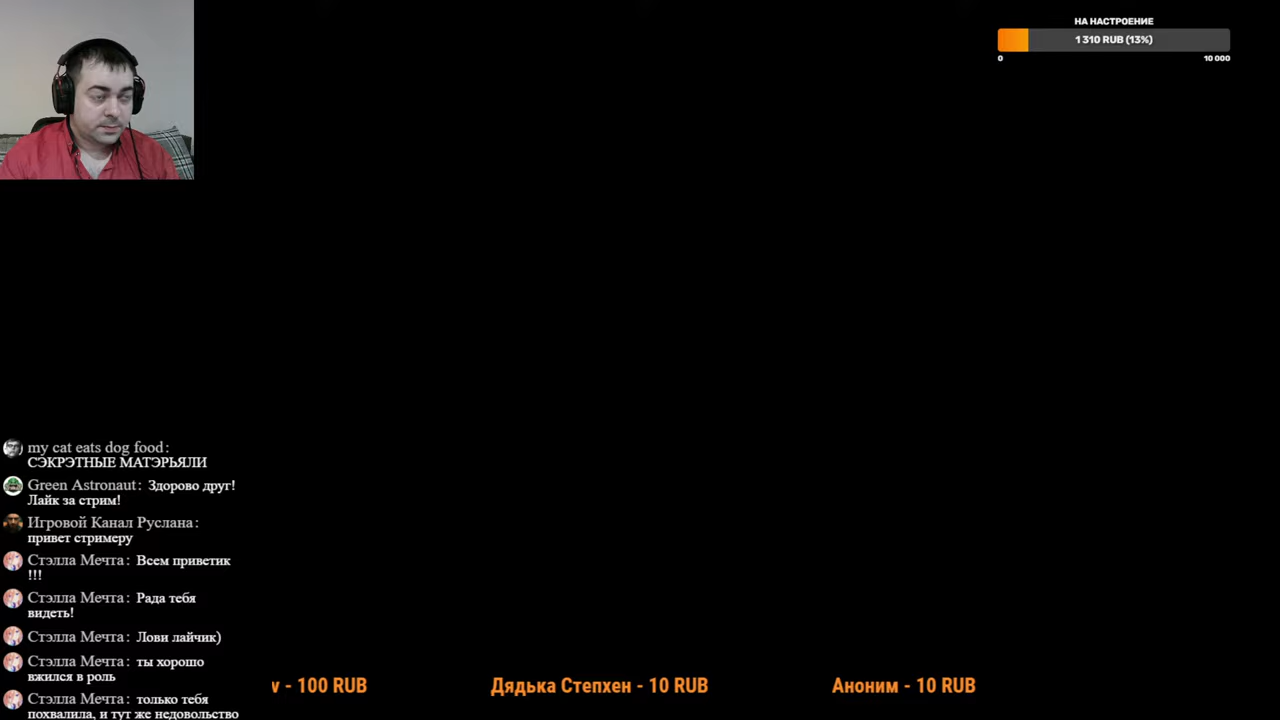 НА НАСТРОЕНИЕ
1 310 RUB (13%)
0
10 000
my cat eats dog food:
СЭКРЭТНЫЕ МАТЭРЬЯЛИ
Green Astronaut: Здорово друг!
Лайк за стрим!
Игровой Канал Руслана:
привет стримеру
Стэлла Мечта: Всем приветик
!!!
Стэлла Мечта: Рада тебя
видеть!
Стэлла Мечта: Лови лайчик)
Стэлла Мечта: ты хорошо
вжился в роль
Стэлла Мечта: только тебя
похвалила, и тут же недовольство
v - 100 RUB
Дядька Степхен - 10 RUB
Аноним - 10 RUB